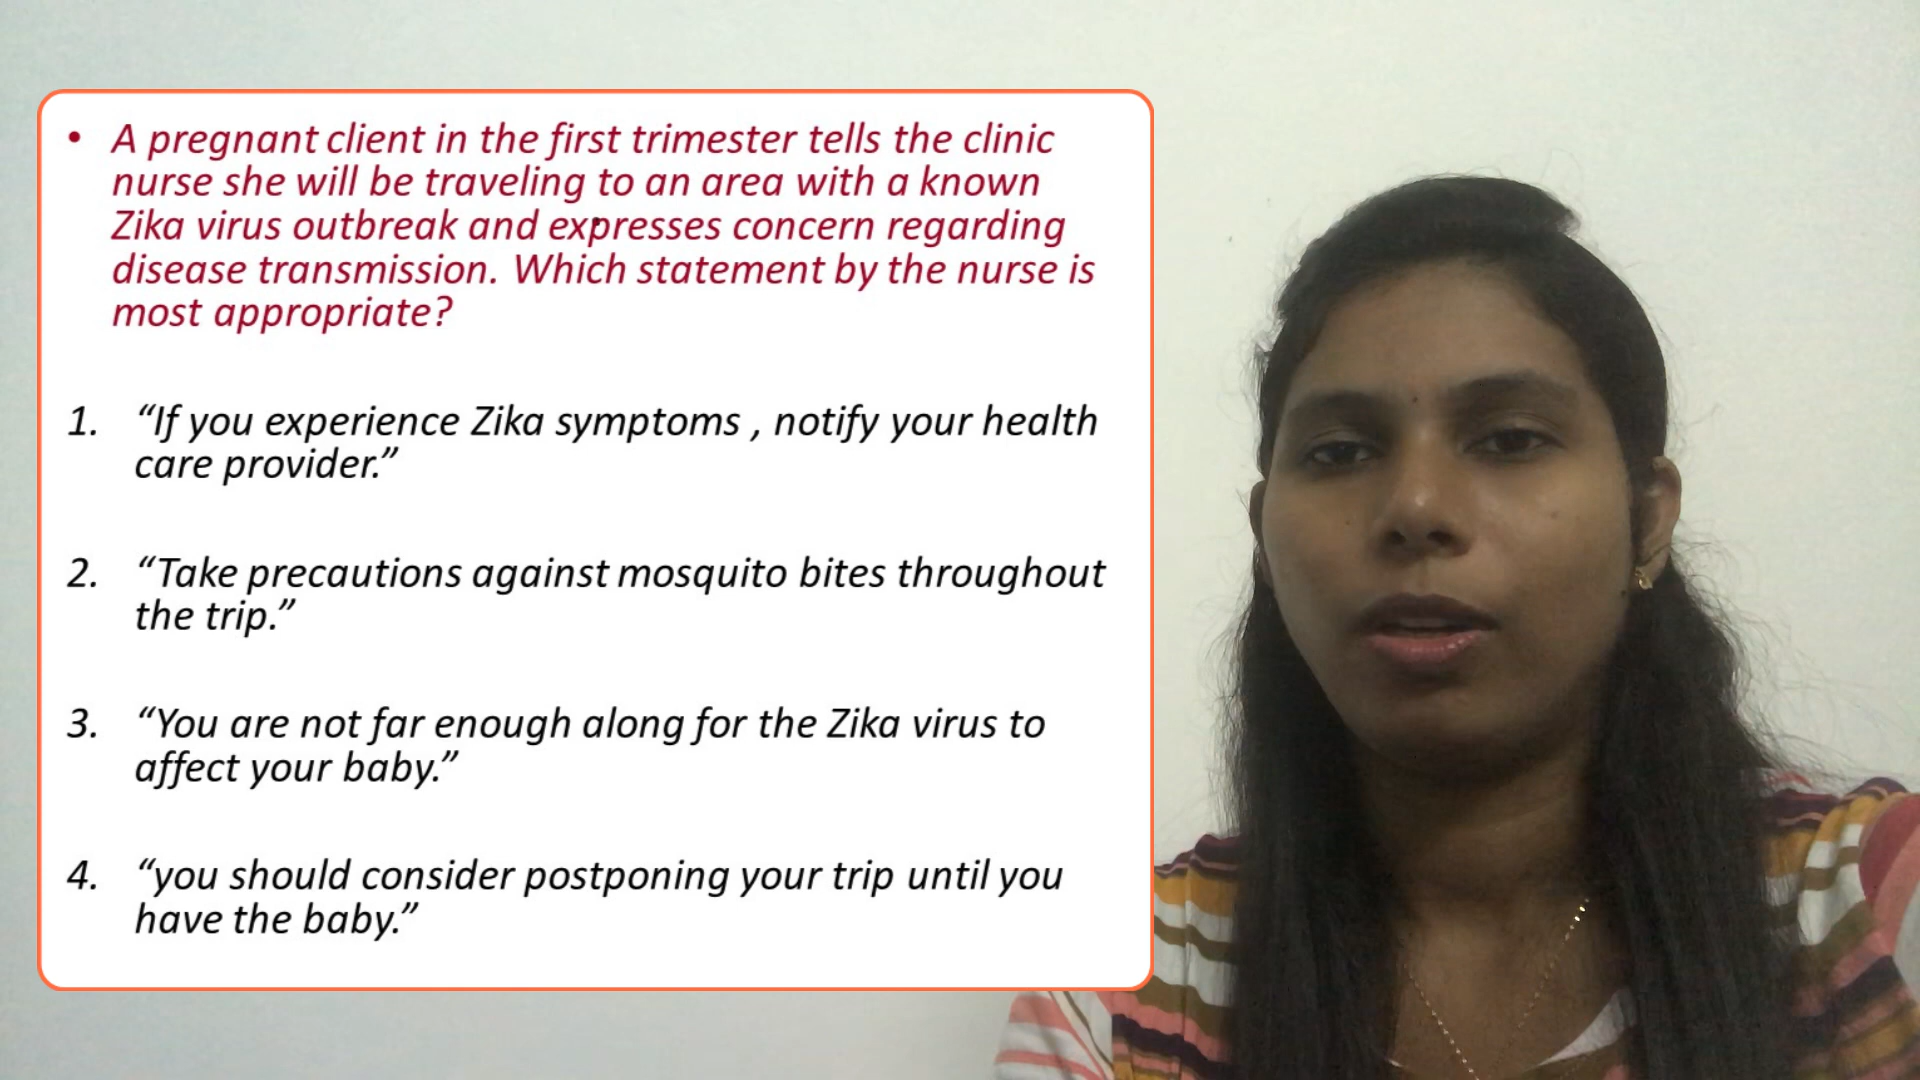 • A pregnant client in the first trimester tells the clinic
nurse she will be traveling to an area with a known
Zika virus outbreak and expresses concern regarding
disease transmission. Which statement by the nurse is
most appropriate?
1. “If you experience Zika symptoms , notify your health
care provider.”
2. “Take precautions against mosquito bites throughout
the trip.”
3. “You are not far enough along for the Zika virus to
affect your baby.”
4. “you should consider postponing your trip until you
have the baby.”